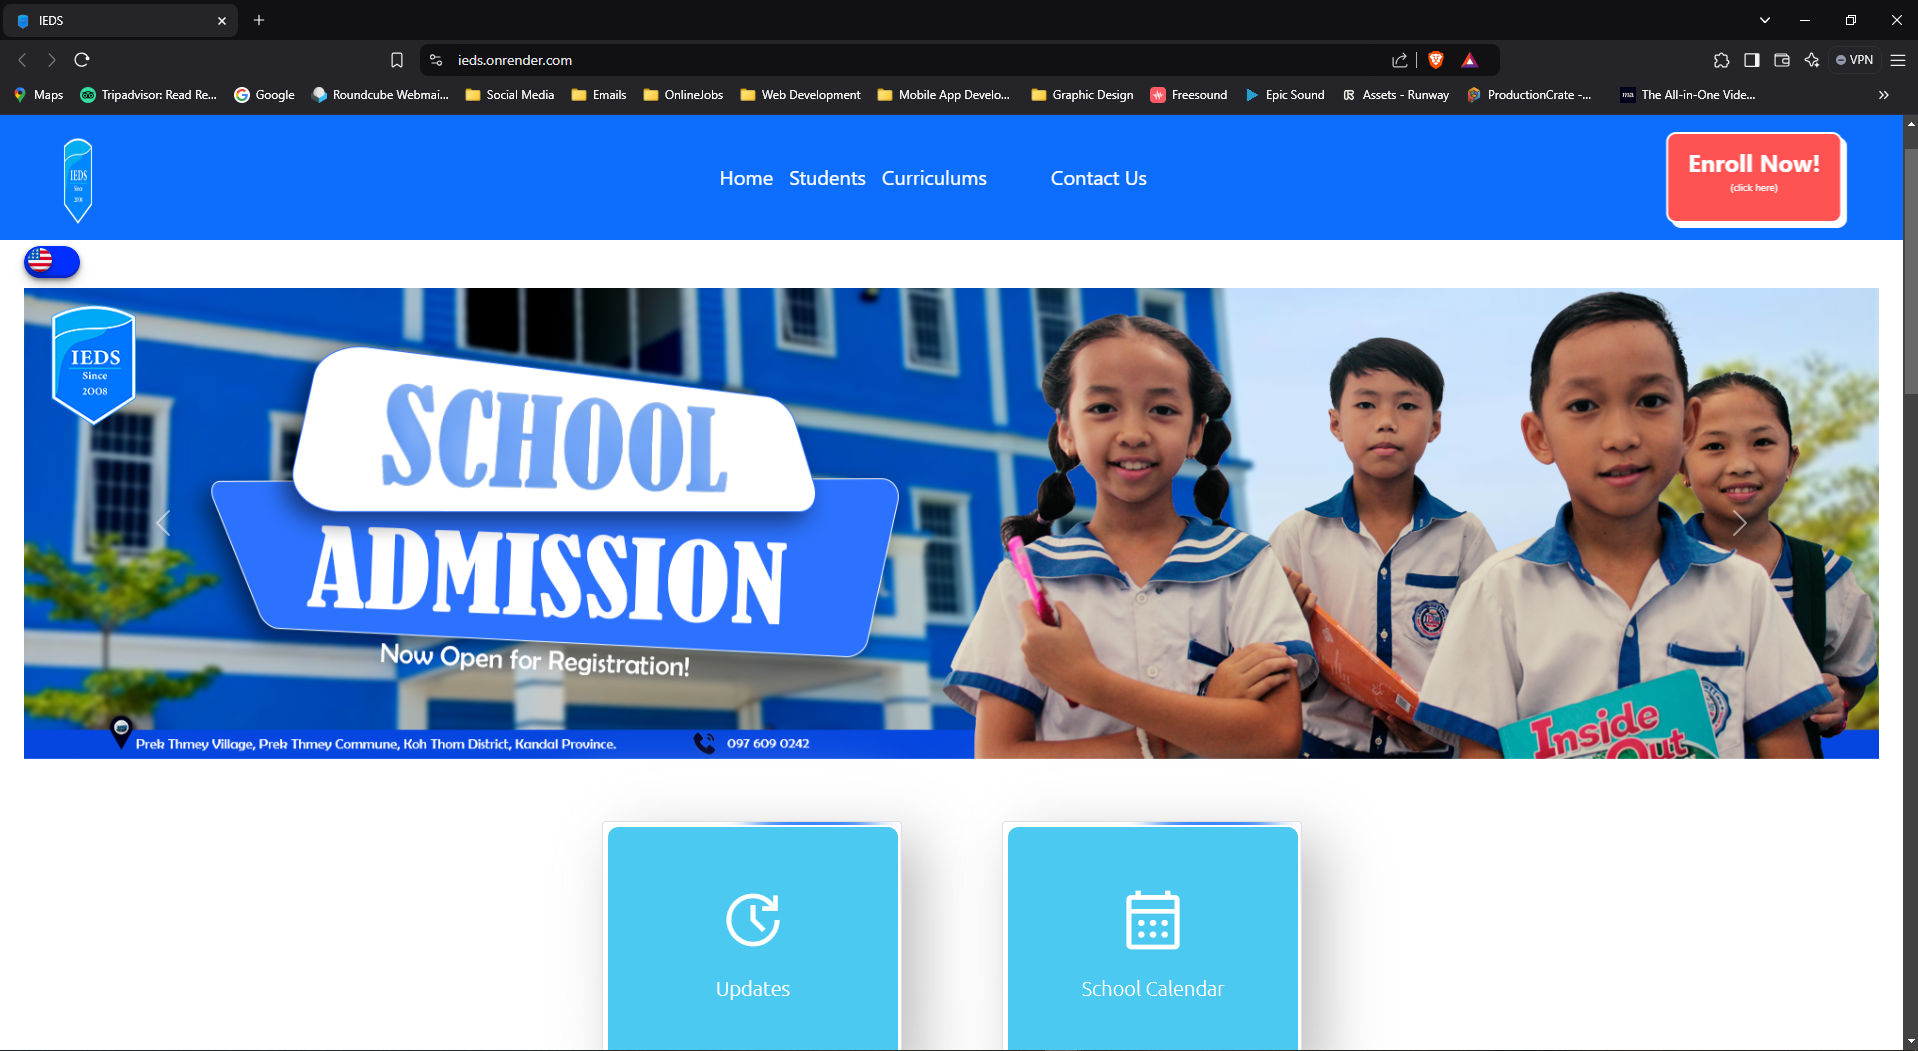 IEDS
ieds.onrender.com
VPN
Maps
Tripadvisor: Read Re...
Google
Roundcube Webmai...
Social Media
Emails
OnlineJobs
Web Development
Mobile App Develo...
Graphic Design
Freesound
Epic Sound
Assets - Runway
ProductionCrate -...
The All-in-One Vide...
IEDS
Since
2008
Home
Students
Curriculums
Contact Us
Enroll Now!
(click here)
IEDS
Since
2008
SCHOOL
ADMISSION
Now Open for Registration!
Prek Thmey Village, Prek Thmey Commune, Koh Thom District, Kandal Province.
097 609 0242
Inside
Out
Updates
School Calendar